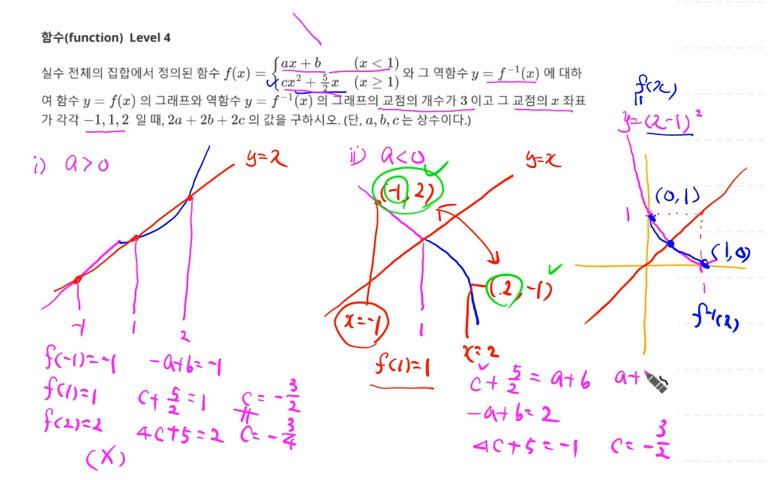 함수(function) Level 4
실수 전체의 집합에서 정의된 함수 f(x) = { ax + b (x < 1)
cx² + 5/2 x (x ≥ 1) 와 그 역함수 y = f⁻¹(x) 에 대하
여 함수 y = f(x) 의 그래프와 역함수 y = f⁻¹(x) 의 그래프의 교점의 개수가 3 이고 그 교점의 x 좌표
가 각각 −1, 1, 2 일 때, 2a + 2b + 2c 의 값을 구하시오. (단, a, b, c 는 상수이다.)
i) a>0
y=x
-1 1 2
f(-1)=-1 -a+b=-1
f(1)=1 c+5/2=1 c=-3/2
f(2)=2 4c+5=2 c=-3/4
(X)
ii) a<0
y=x
(-1, 2)
(2, -1)
x=-1
1
x=2
f(1)=1
c+5/2=a+b a+
-a+b=2
4c+5=-1 c=-3/2
f(x)
y=(x-1)²
1
(0,1)
(1,0)
1